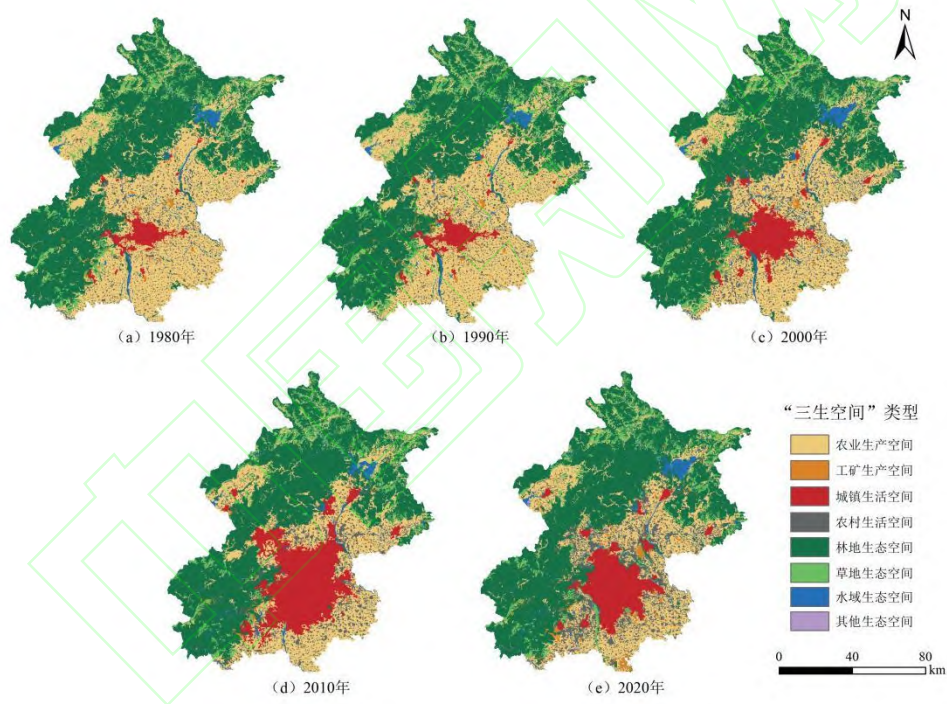 N
（a）1980年
（b）1990年
（c）2000年
“三生空间”类型
农业生产空间
工矿生产空间
城镇生活空间
农村生活空间
林地生态空间
草地生态空间
水域生态空间
其他生态空间
0 40 80
km
（d）2010年
（e）2020年